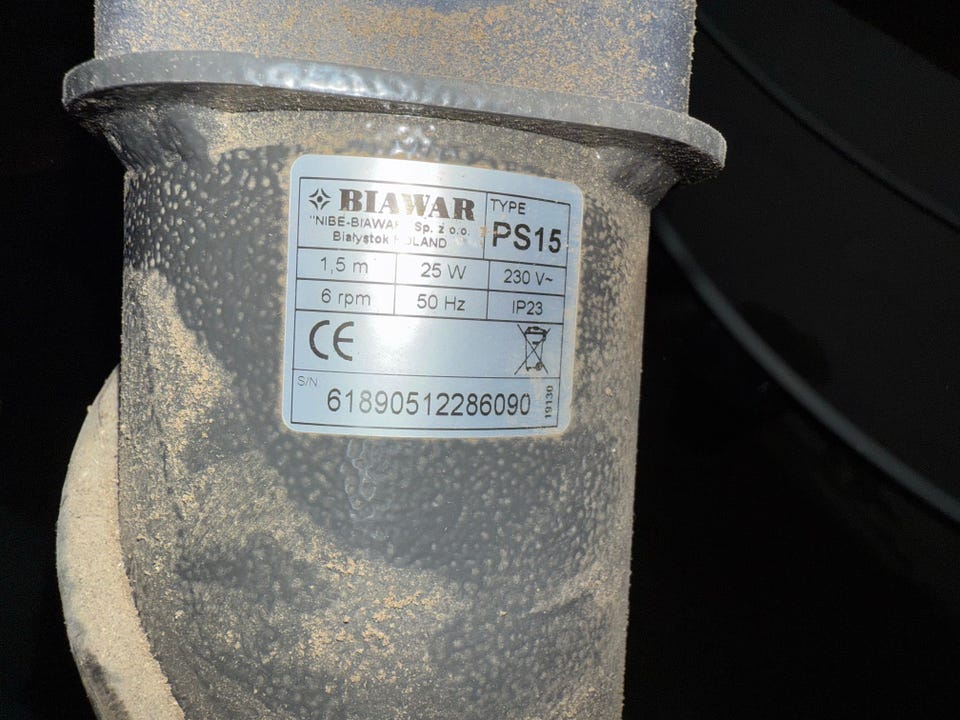 BIAWAR
"NIBE-BIAWAR" Sp. z o.o.
Białystok POLAND
TYPE
PS15
1,5 m 25 W 230 V~
6 rpm 50 Hz IP23
CE
S/N
61890512286090
19130